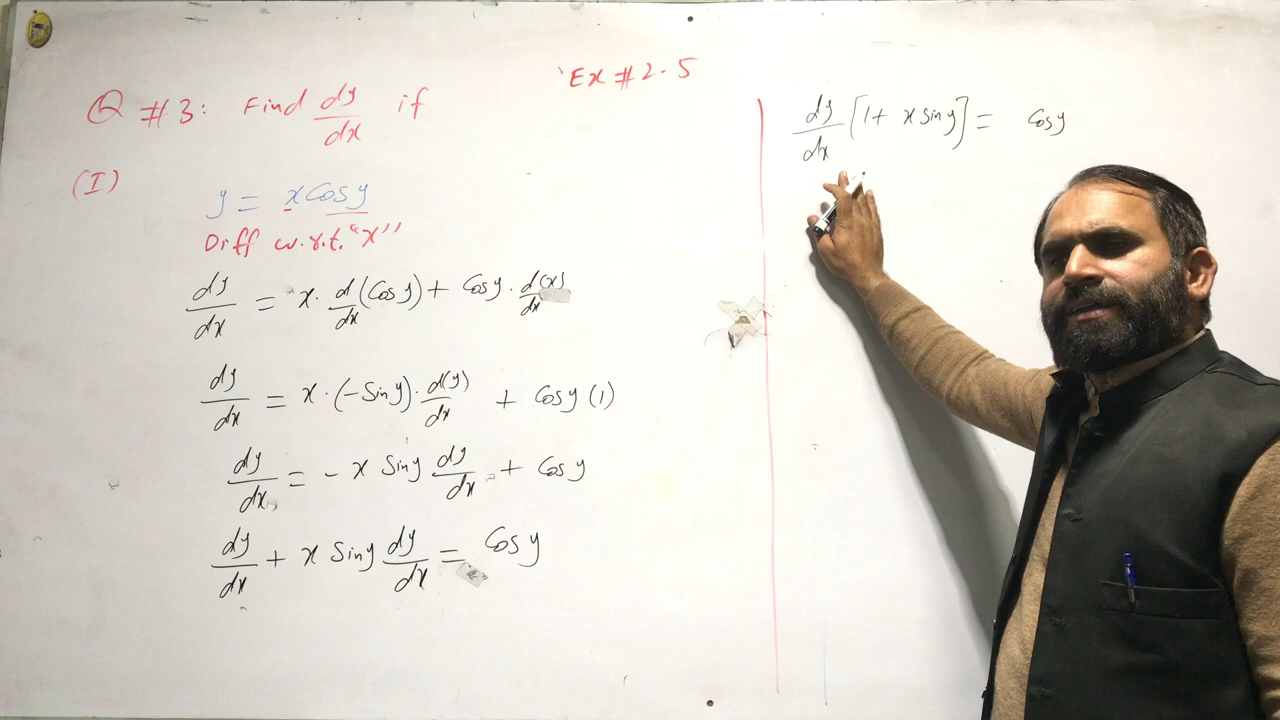 Ex # 2.5
Q # 3: Find dy/dx if
(I)
y = x Cos y
Diff w.r.t. "x"
dy/dx = x . d/dx (Cos y) + Cos y . d(x)/dx
dy/dx = x . (-Sin y) . d(y)/dx + Cos y (1)
dy/dx = - x Sin y dy/dx + Cos y
dy/dx + x Sin y dy/dx = Cos y
dy/dx [1 + x Sin y] = Cos y